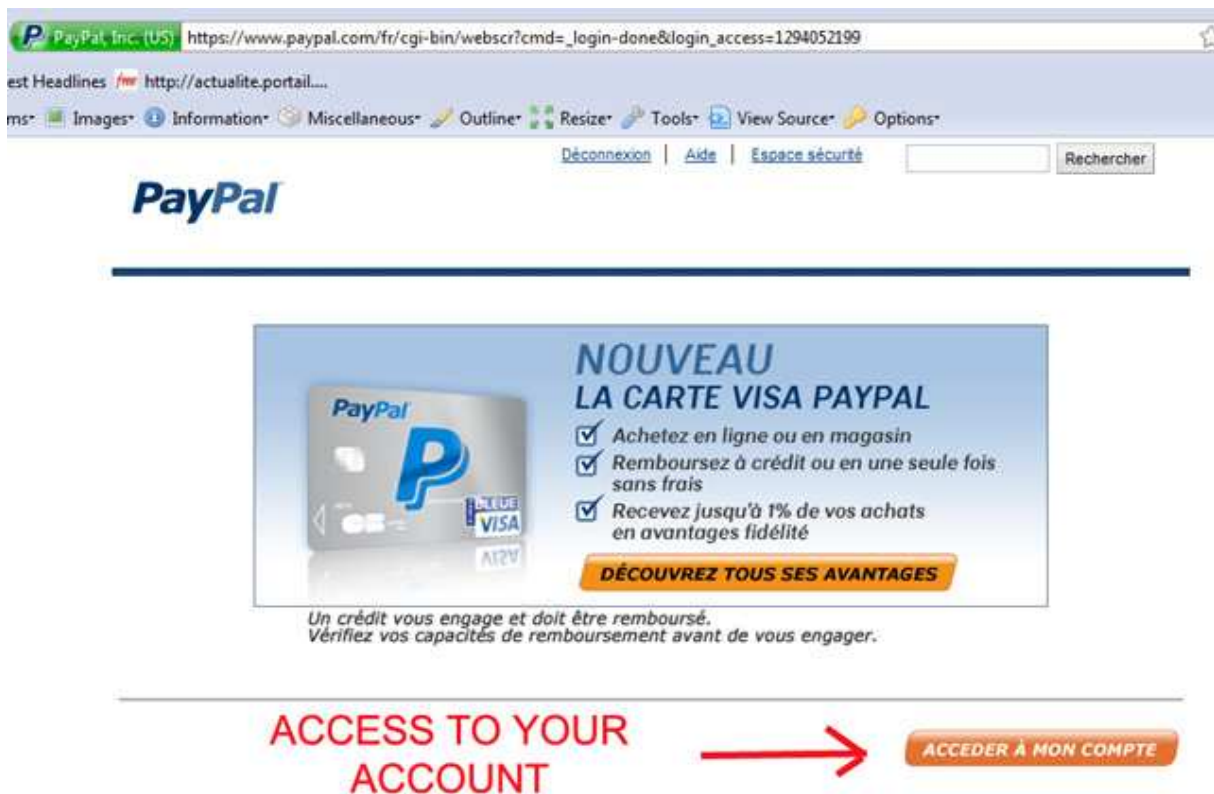 PayPal, Inc. (US) https://www.paypal.com/fr/cgi-bin/webscr?cmd=_login-done&login_access=1294052199
est Headlines free http://actualite.portail....
ms Images Information Miscellaneous Outline Resize Tools View Source Options
Déconnexion | Aide | Espace sécurité Rechercher
PayPal
NOUVEAU
LA CARTE VISA PAYPAL
PayPal
Achetez en ligne ou en magasin
Remboursez à crédit ou en une seule fois
sans frais
Recevez jusqu'à 1% de vos achats
en avantages fidélité
BLEUE
VISA
DÉCOUVREZ TOUS SES AVANTAGES
Un crédit vous engage et doit être remboursé.
Vérifiez vos capacités de remboursement avant de vous engager.
ACCESS TO YOUR
ACCOUNT
ACCEDER À MON COMPTE